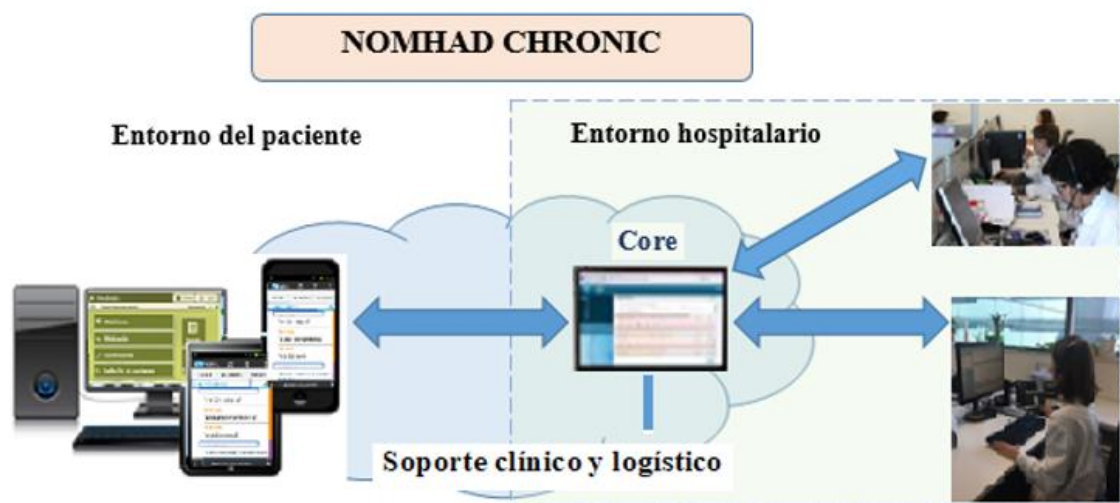 NOMHAD CHRONIC
Entorno del paciente
Entorno hospitalario
Core
Soporte clínico y logístico